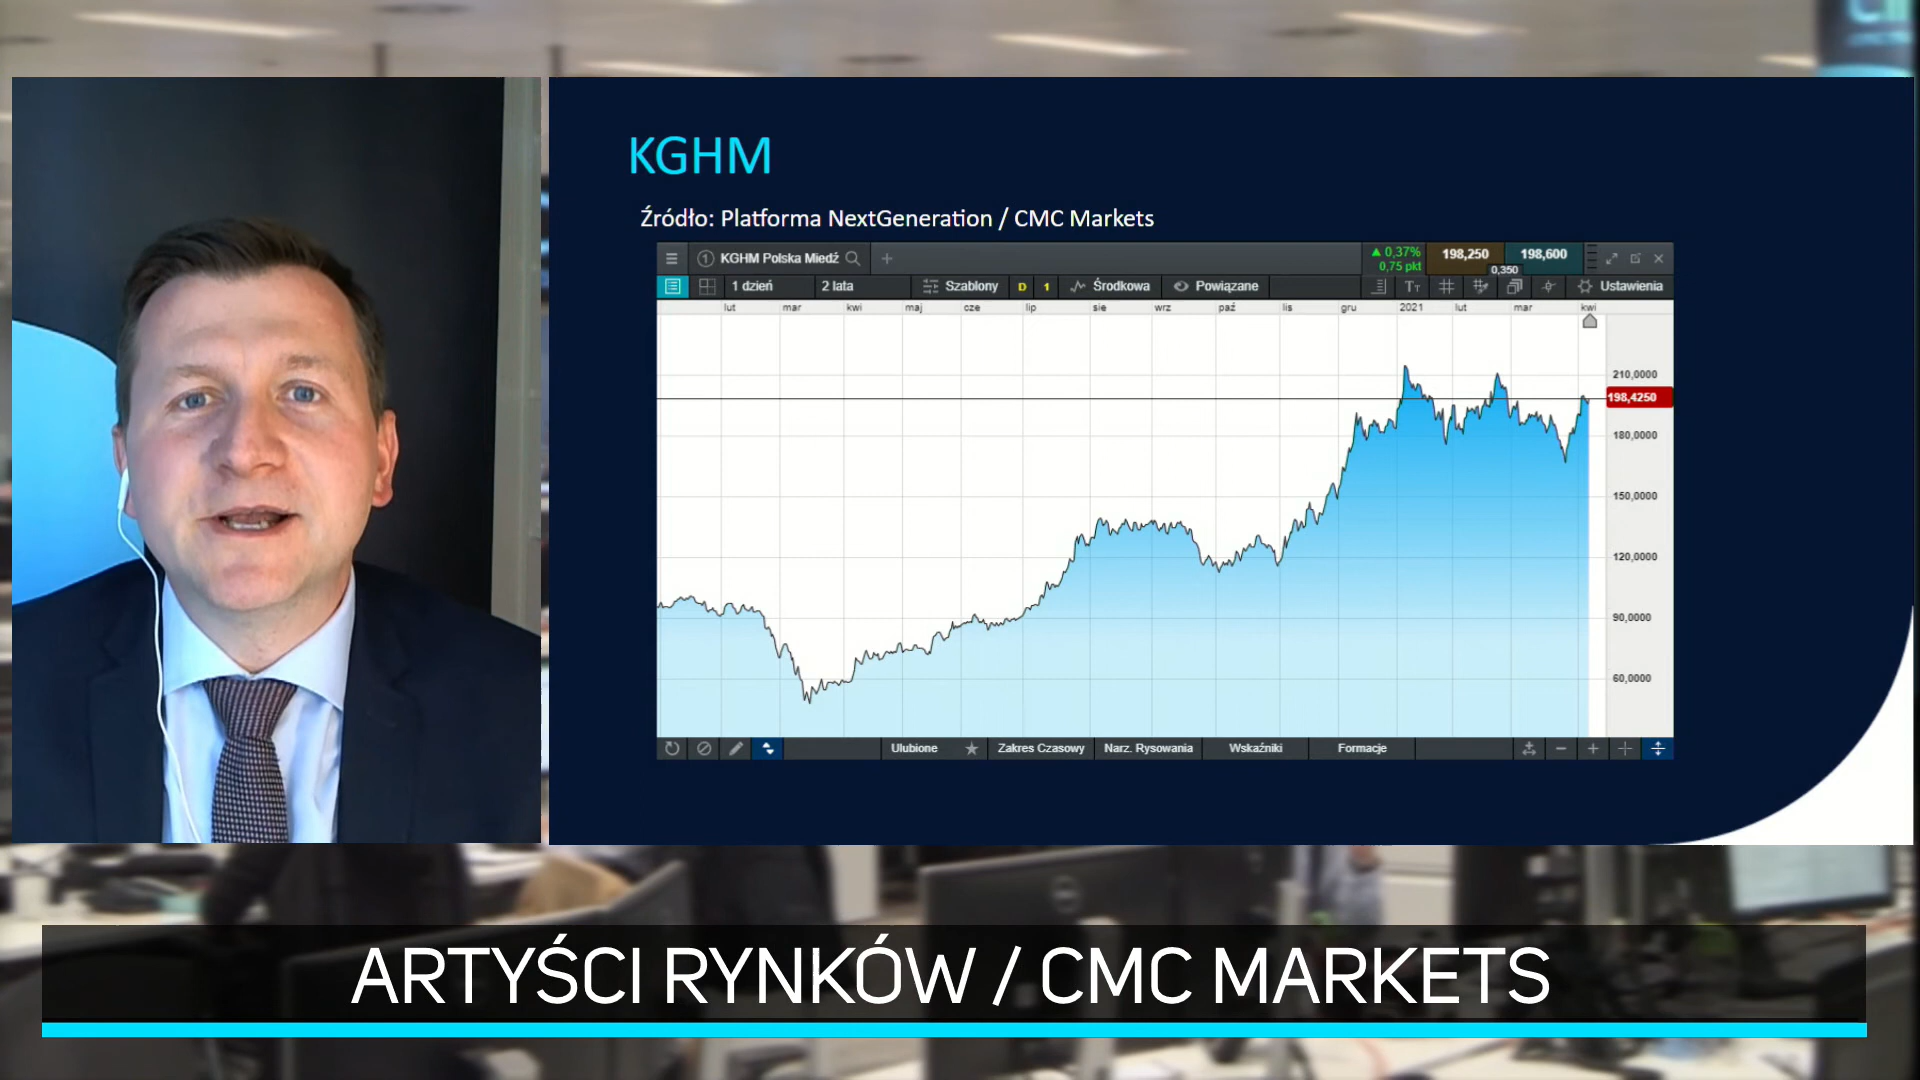 KGHM
Źródło: Platforma NextGeneration / CMC Markets
1 KGHM Polska Miedź
0,37%
0,75 pkt
198,250
198,600
0,350
1 dzień
2 lata
Szablony
D
1
Środkowa
Powiązane
Ustawienia
lut mar kwi maj cze lip sie wrz paź lis gru 2021 lut mar kwi
210,0000
198,4250
180,0000
150,0000
120,0000
90,0000
60,0000
Ulubione
Zakres Czasowy
Narz. Rysowania
Wskaźniki
Formacje
ARTYŚCI RYNKÓW / CMC MARKETS